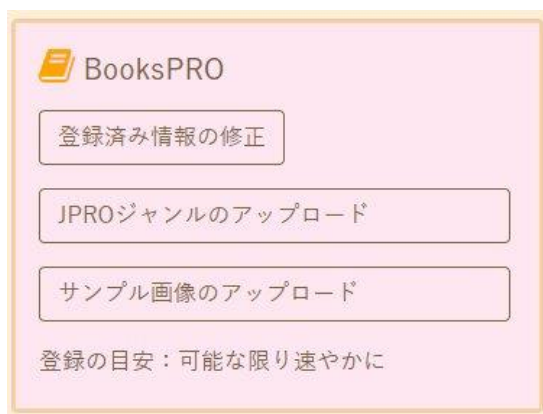 BooksPRO
登録済み情報の修正
JPROジャンルのアップロード
サンプル画像のアップロード
登録の目安：可能な限り速やかに